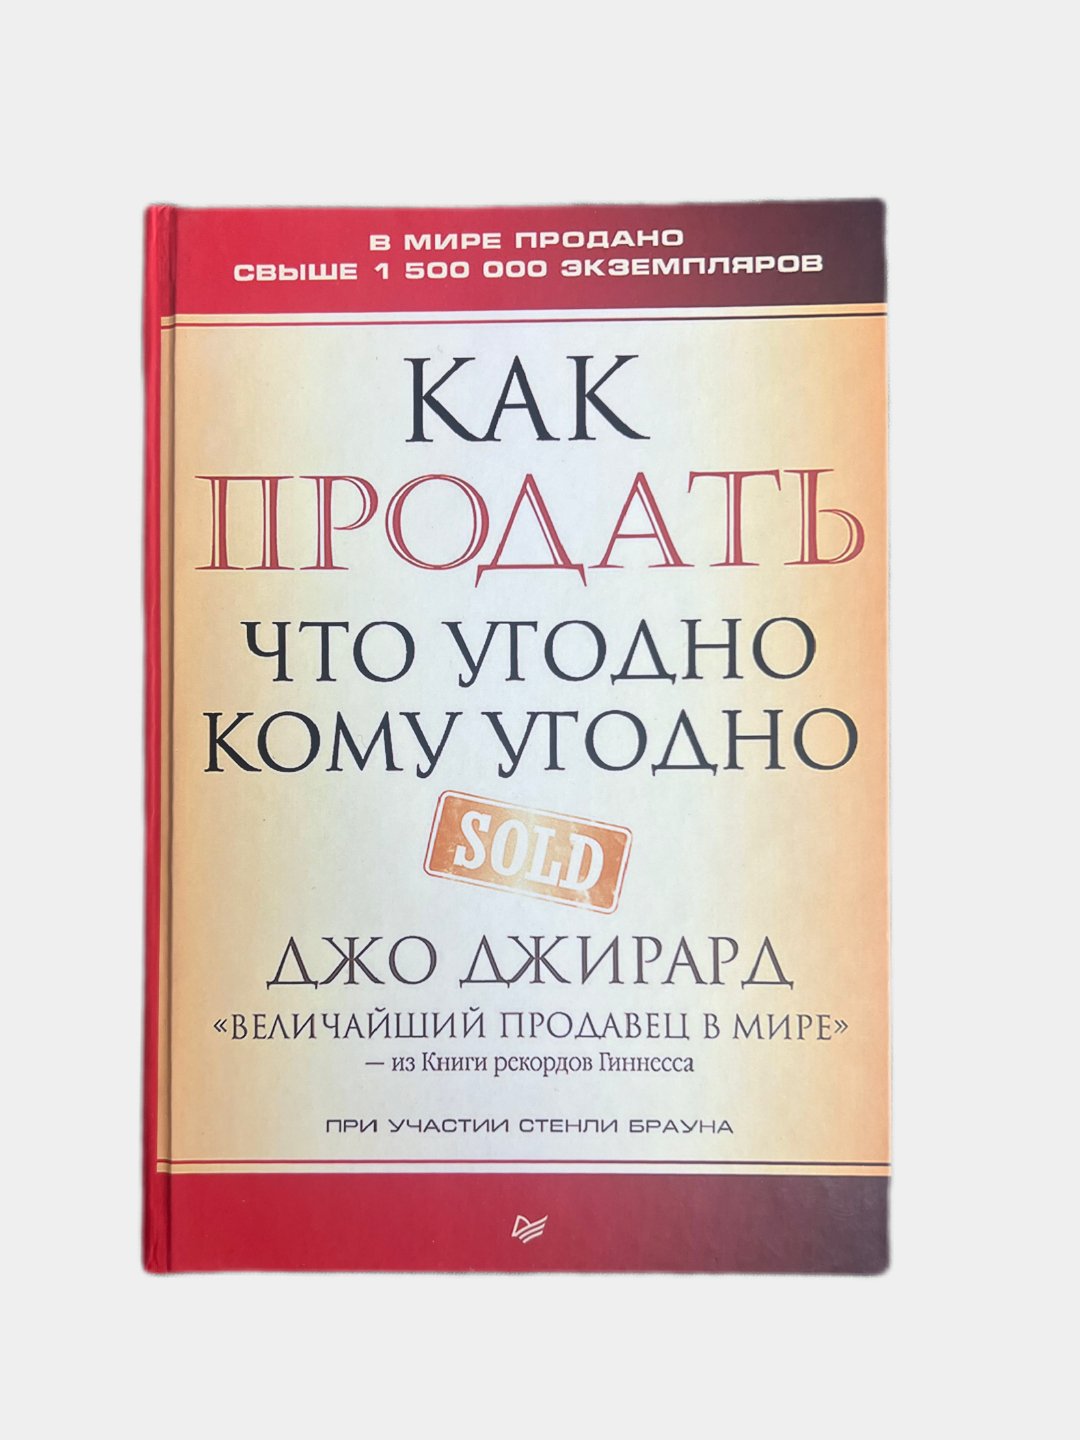 В МИРЕ ПРОДАНО
СВЫШЕ 1 500 000 ЭКЗЕМПЛЯРОВ
КАК
ПРОДАТЬ
ЧТО УГОДНО
КОМУ УГОДНО
SOLD
ДЖО ДЖИРАРД
«ВЕЛИЧАЙШИЙ ПРОДАВЕЦ В МИРЕ»
— из Книги рекордов Гиннесса
ПРИ УЧАСТИИ СТЕНЛИ БРАУНА